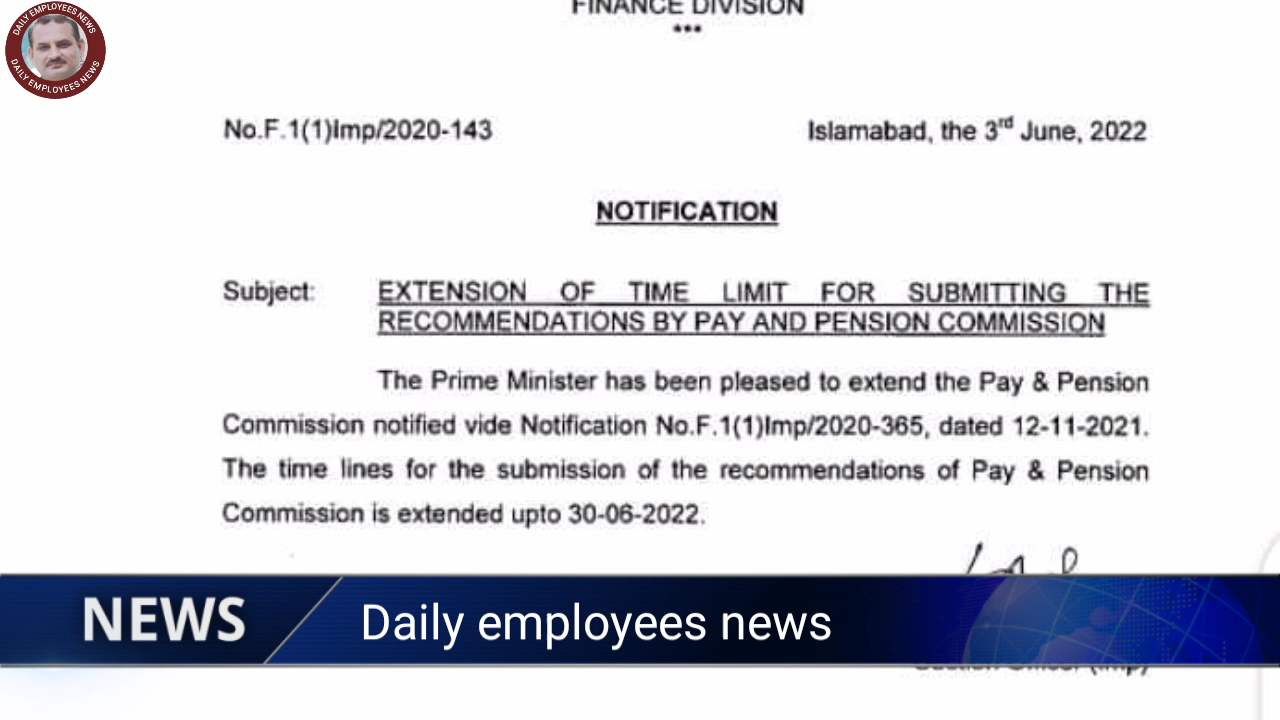 DAILY EMPLOYEES NEWS
DAILY EMPLOYEES NEWS
FINANCE DIVISION
***
No.F.1(1)Imp/2020-143
Islamabad, the 3rd June, 2022
NOTIFICATION
Subject: EXTENSION OF TIME LIMIT FOR SUBMITTING THE
RECOMMENDATIONS BY PAY AND PENSION COMMISSION
The Prime Minister has been pleased to extend the Pay & Pension
Commission notified vide Notification No.F.1(1)Imp/2020-365, dated 12-11-2021.
The time lines for the submission of the recommendations of Pay & Pension
Commission is extended upto 30-06-2022.
NEWS
Daily employees news